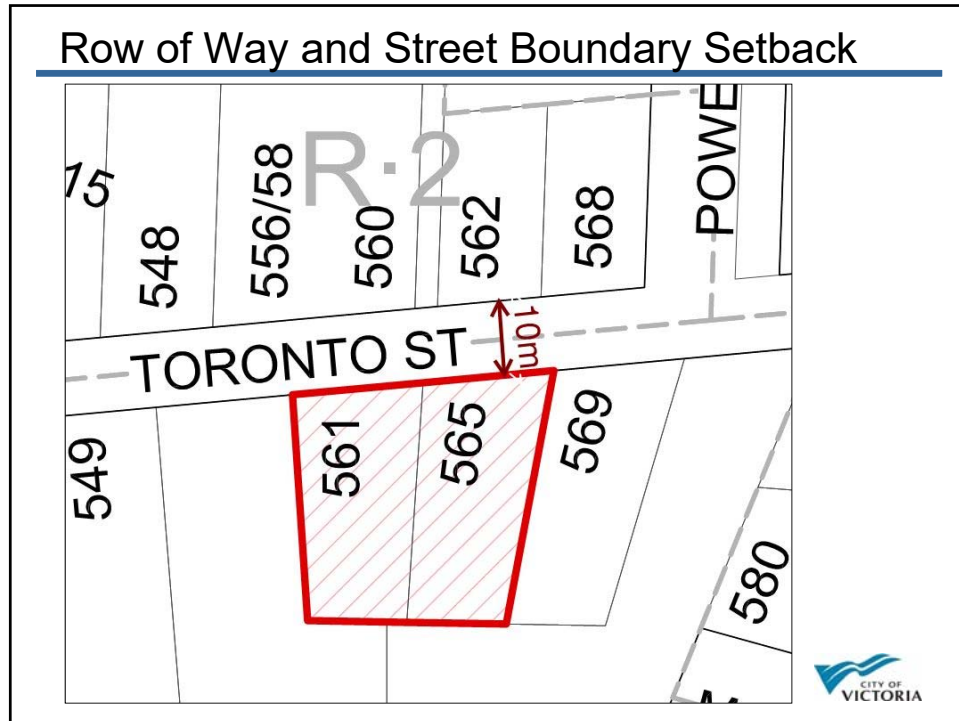 Row of Way and Street Boundary Setback
R·2
15
548
556/58
560
562
568
POWE
10m
TORONTO ST
549
561
565
569
580
CITY OF
VICTORIA